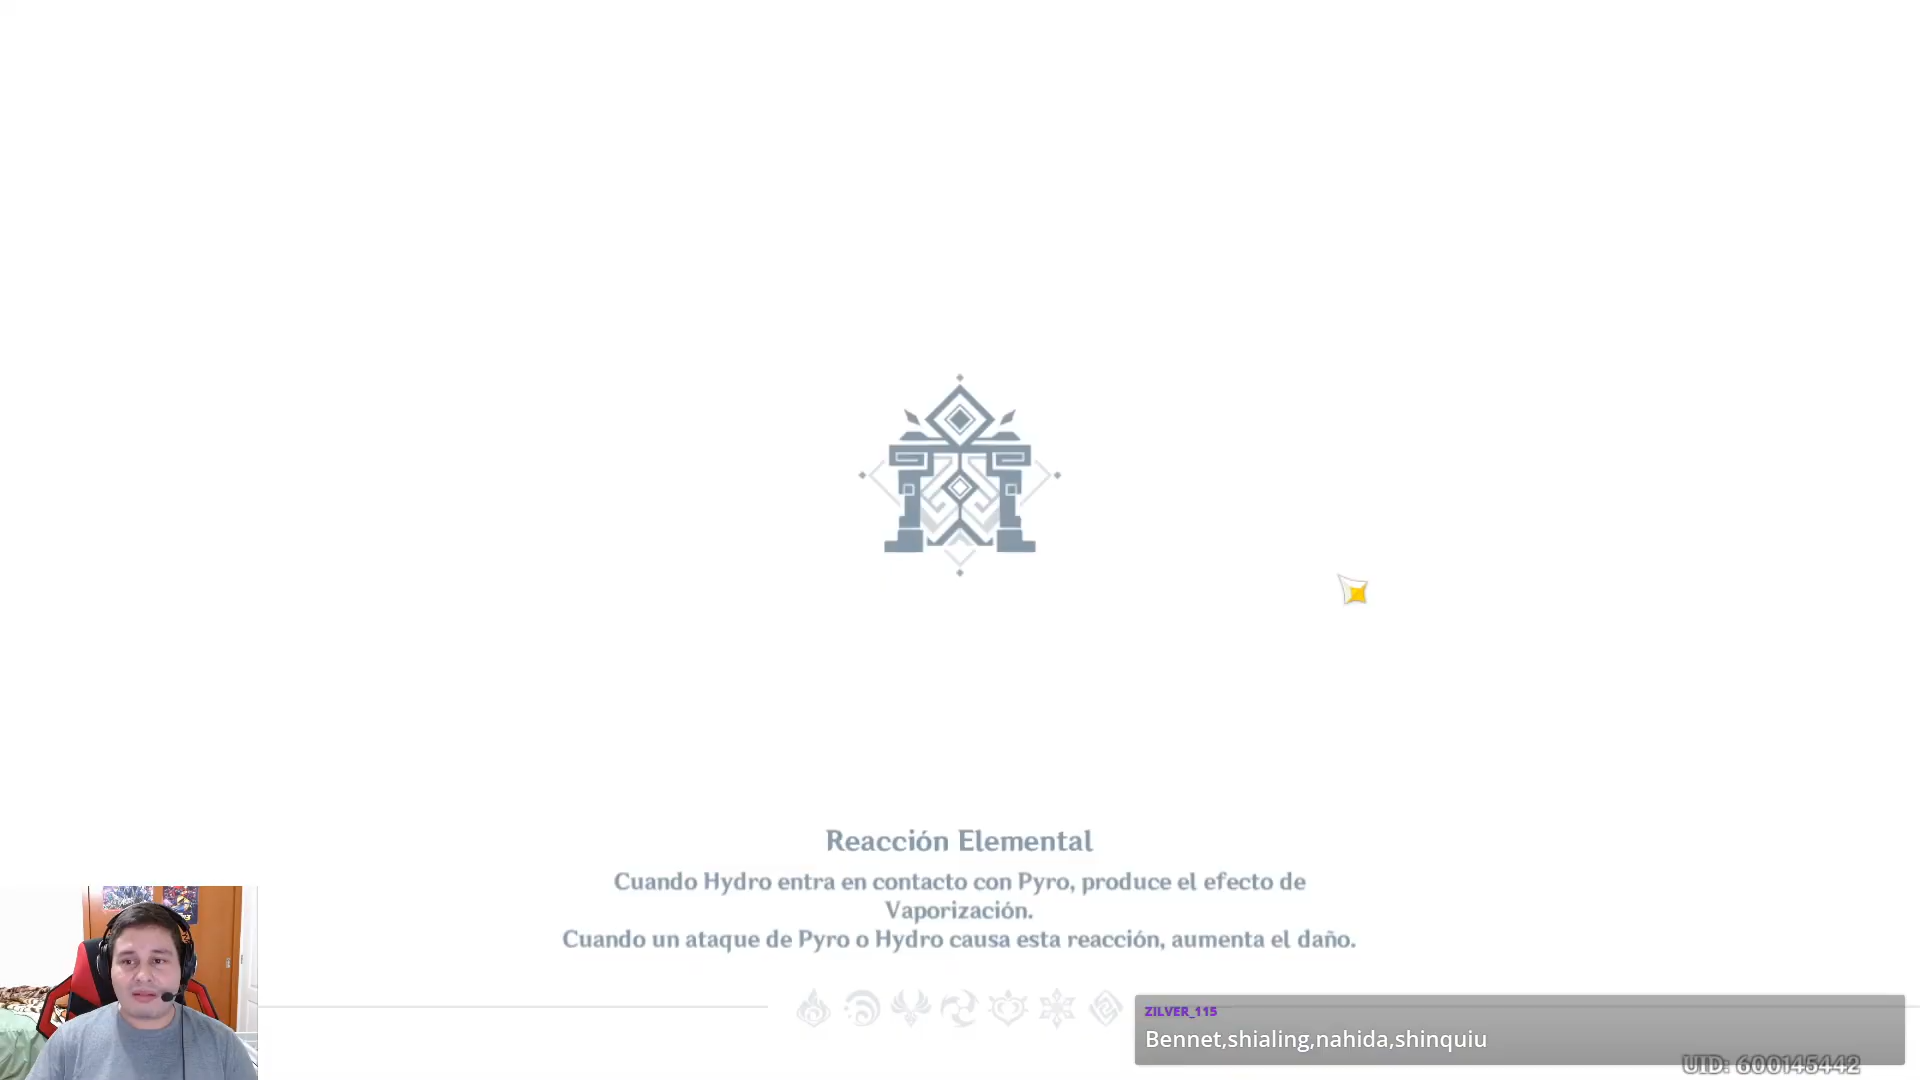 Reacción Elemental
Cuando Hydro entra en contacto con Pyro, produce el efecto de
Vaporización.
Cuando un ataque de Pyro o Hydro causa esta reacción, aumenta el daño.
ZILVER_115
Bennet,shialing,nahida,shinquiu
UID: 600145442